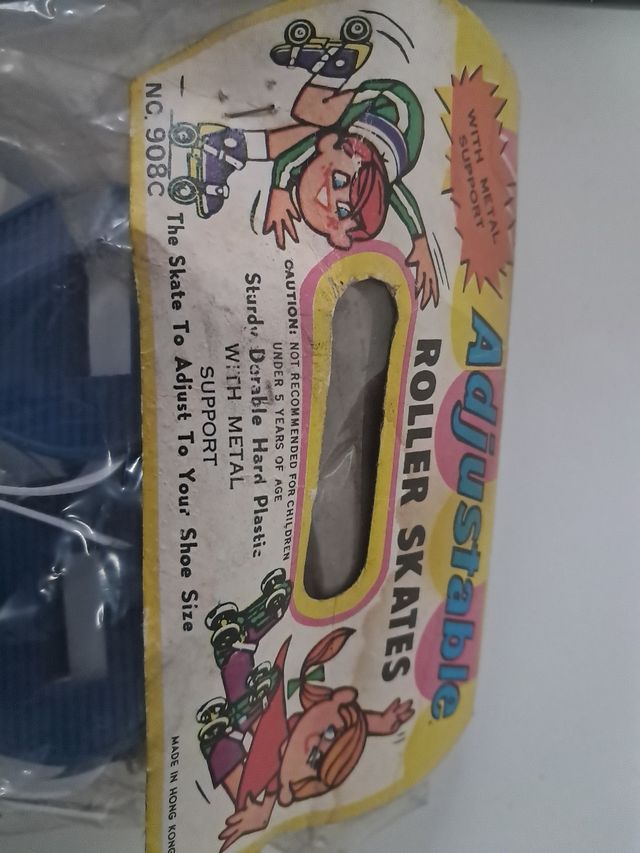 WITH METAL
SUPPORT
Adjustable
ROLLER SKATES
CAUTION: NOT RECOMMENDED FOR CHILDREN
UNDER 5 YEARS OF AGE
Sturdy Durable Hard Plastic
WITH METAL
SUPPORT
The Skate To Adjust To Your Shoe Size
NC. 908C
MADE IN HONG KONG